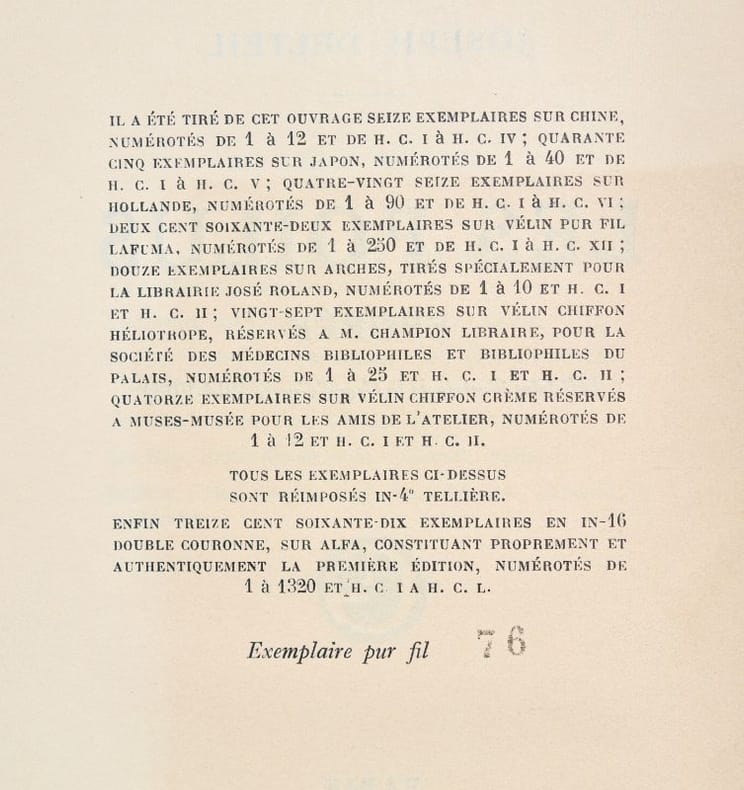 IL A ÉTÉ TIRÉ DE CET OUVRAGE SEIZE EXEMPLAIRES SUR CHINE,
NUMÉROTÉS DE 1 à 12 ET DE H. C. I à H. C. IV ; QUARANTE
CINQ EXEMPLAIRES SUR JAPON, NUMÉROTÉS DE 1 à 40 ET DE
H. C. I à H. C. V ; QUATRE-VINGT SEIZE EXEMPLAIRES SUR
HOLLANDE, NUMÉROTÉS DE 1 à 90 ET DE H. C. I à H. C. VI ;
DEUX CENT SOIXANTE-DEUX EXEMPLAIRES SUR VÉLIN PUR FIL
LAFUMA, NUMÉROTÉS DE 1 à 250 ET DE H. C. I à H. C. XII ;
DOUZE EXEMPLAIRES SUR ARCHES, TIRÉS SPÉCIALEMENT POUR
LA LIBRAIRIE JOSÉ ROLAND, NUMÉROTÉS DE 1 à 10 ET H. C. I
ET H. C. II ; VINGT-SEPT EXEMPLAIRES SUR VÉLIN CHIFFON
HÉLIOTROPE, RÉSERVÉS A M. CHAMPION LIBRAIRE, POUR LA
SOCIÉTÉ DES MÉDECINS BIBLIOPHILES ET BIBLIOPHILES DU
PALAIS, NUMÉROTÉS DE 1 à 25 ET H. C. I ET H. C. II ;
QUATORZE EXEMPLAIRES SUR VÉLIN CHIFFON CRÈME RÉSERVÉS
A MUSES-MUSÉE POUR LES AMIS DE L'ATELIER, NUMÉROTÉS DE
1 à 12 ET H. C. I ET H. C. II.
TOUS LES EXEMPLAIRES CI-DESSUS
SONT RÉIMPOSÉS IN-4º TELLIÈRE.
ENFIN TREIZE CENT SOIXANTE-DIX EXEMPLAIRES EN IN-16
DOUBLE COURONNE, SUR ALFA, CONSTITUANT PROPREMENT ET
AUTHENTIQUEMENT LA PREMIÈRE ÉDITION, NUMÉROTÉS DE
1 à 1320 ET H. C I A H. C. L.
Exemplaire pur fil 76